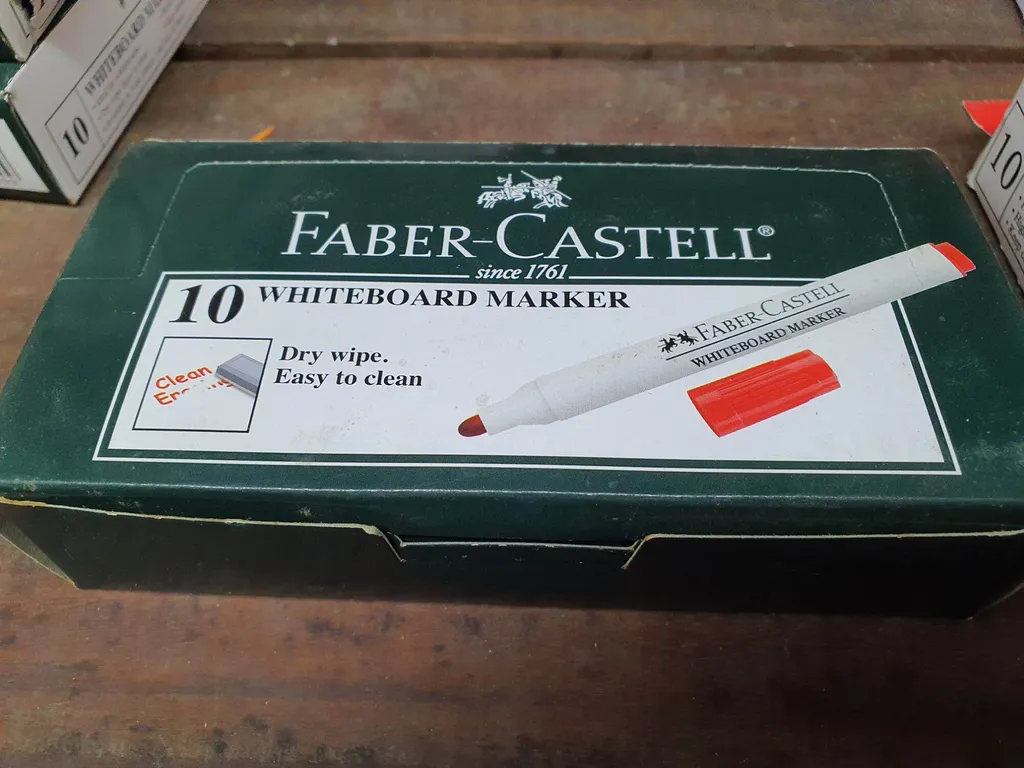 10 WHITEBOARD
FABER-CASTELL®
since 1761
10 WHITEBOARD MARKER
Clean
Dry wipe.
Easy to clean
FABER-CASTELL
WHITEBOARD MARKER
10